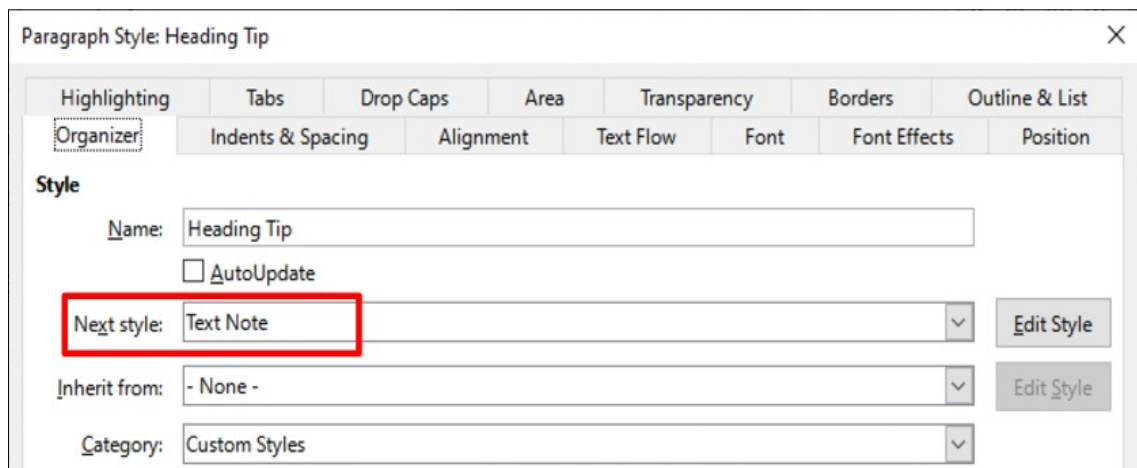 Paragraph Style: Heading Tip
Highlighting Tabs Drop Caps Area Transparency Borders Outline & List
Organizer Indents & Spacing Alignment Text Flow Font Font Effects Position
Style
Name: Heading Tip
AutoUpdate
Next style: Text Note Edit Style
Inherit from: - None - Edit Style
Category: Custom Styles